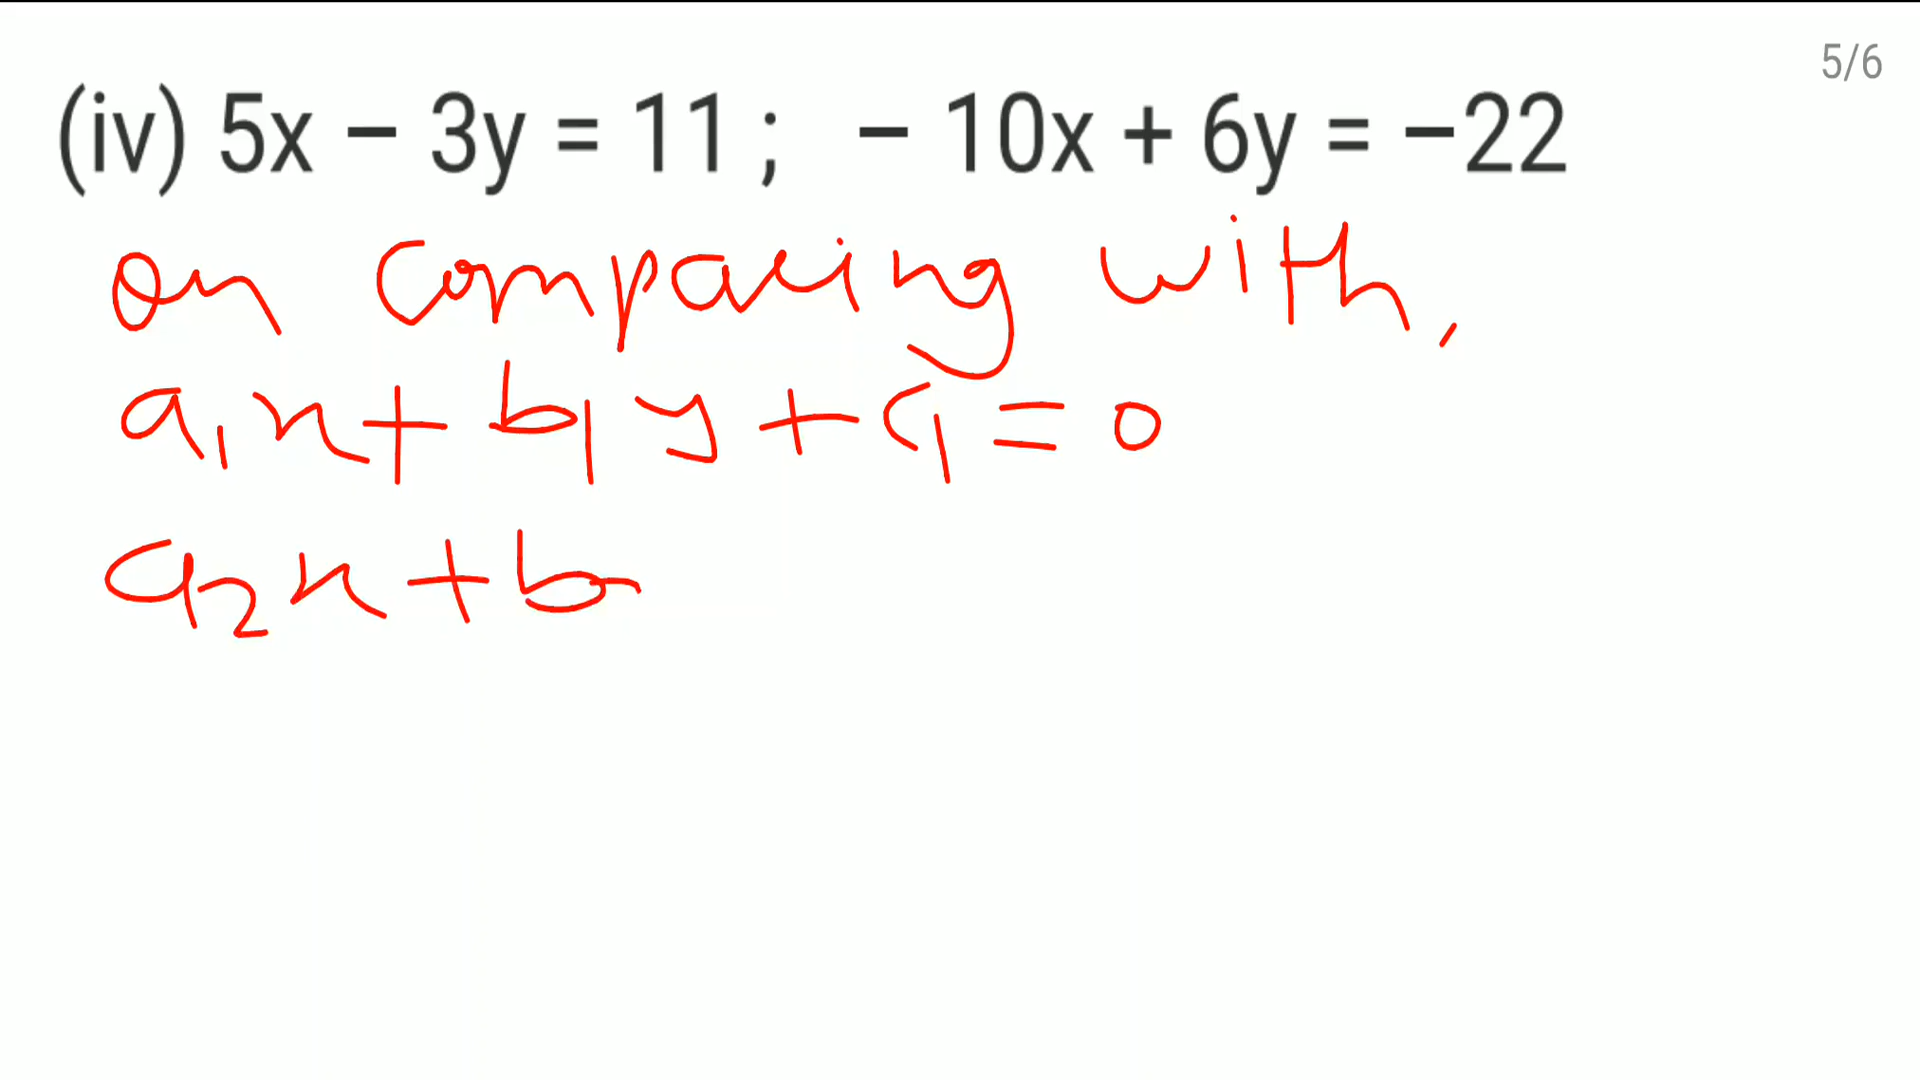 5/6
(iv) 5x – 3y = 11 ; – 10x + 6y = –22
on comparing with,
a₁x + b₁y + c₁ = 0
a₂x + b